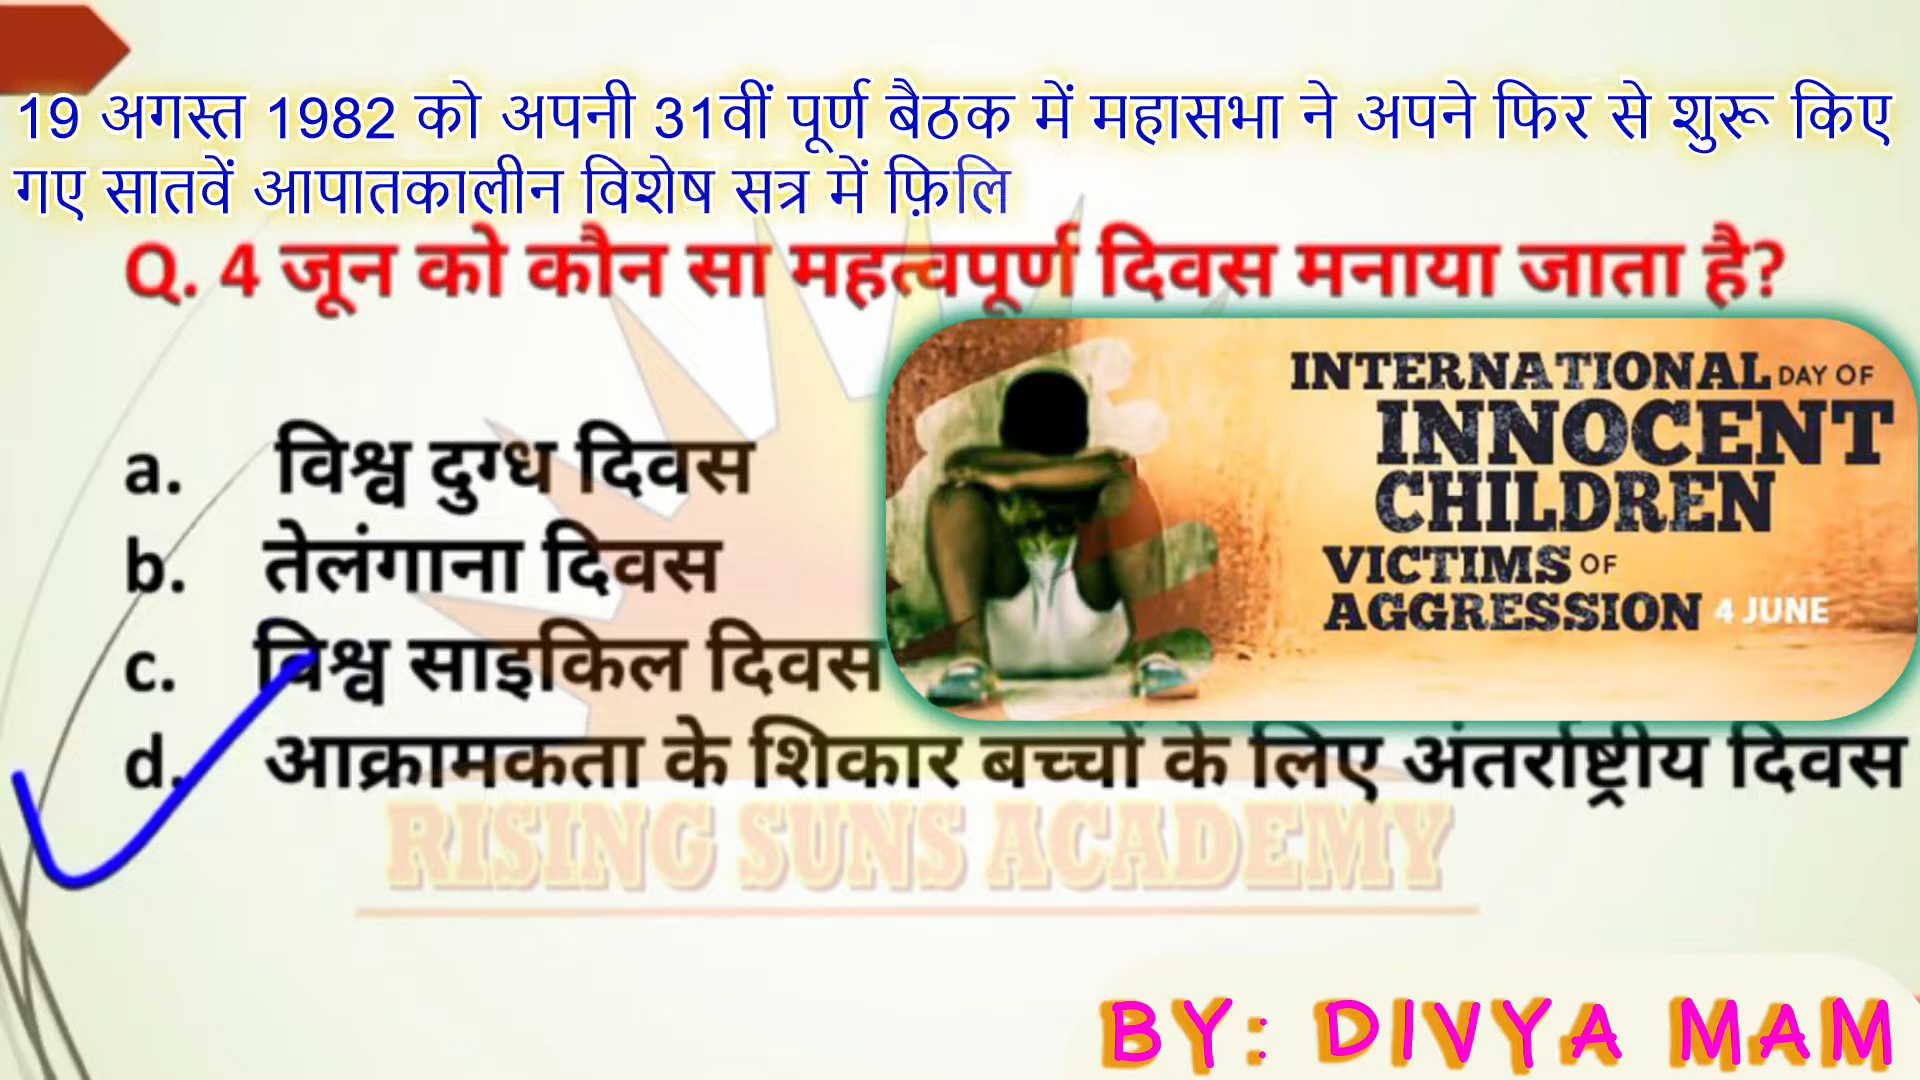 19 अगस्त 1982 को अपनी 31वीं पूर्ण बैठक में महासभा ने अपने फिर से शुरू किए
गए सातवें आपातकालीन विशेष सत्र में फ़िलि
Q. 4 जून को कौन सा महत्वपूर्ण दिवस मनाया जाता है?
INTERNATIONAL DAY OF
INNOCENT
CHILDREN
VICTIMS OF
AGGRESSION 4 JUNE
a. विश्व दुग्ध दिवस
b. तेलंगाना दिवस
c. विश्व साइकिल दिवस
d. आक्रामकता के शिकार बच्चों के लिए अंतर्राष्ट्रीय दिवस
RISING SUNS ACADEMY
BY: DIVYA MAM